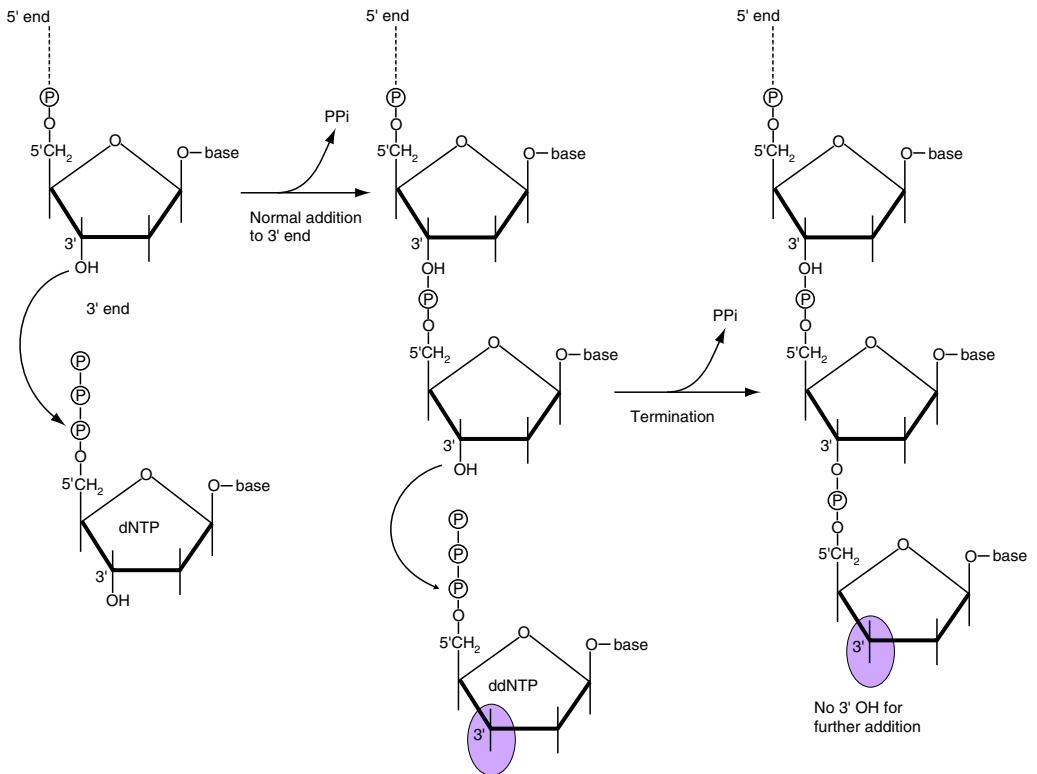 5' end
P
O
5'CH2
O
O–base
3'
OH
3' end
P
P
P
O
5'CH2
O
O–base
dNTP
3'
OH
PPi
Normal addition
to 3' end
5' end
P
O
5'CH2
O
O–base
3'
OH
P
O
5'CH2
O
O–base
3'
OH
P
P
P
O
5'CH2
O
O–base
ddNTP
3'
PPi
Termination
5' end
P
O
5'CH2
O
O–base
3'
OH
P
O
5'CH2
O
O–base
3'
O
P
O
5'CH2
O
O–base
3'
No 3' OH for
further addition